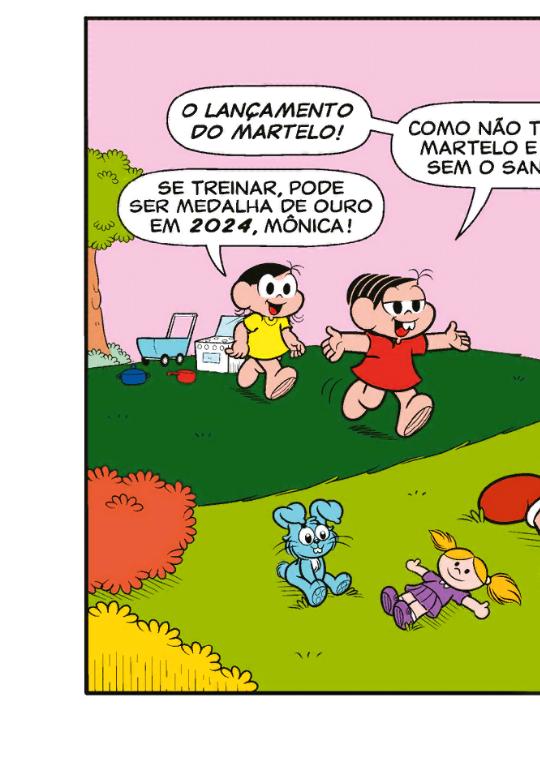 O LANÇAMENTO
DO MARTELO!
COMO NÃO
MARTELO E
SEM O
SE TREINAR, PODE
SER MEDALHA DE OURO
EM 2024, MÔNICA!